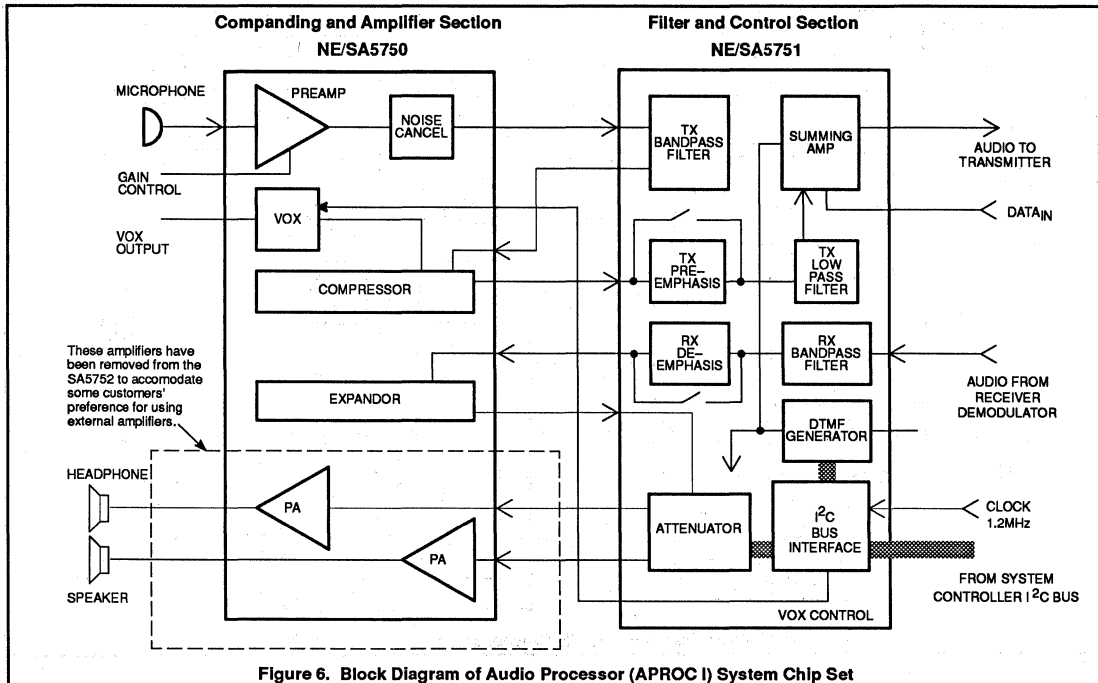 Companding and Amplifier Section
NE/SA5750
Filter and Control Section
NE/SA5751
MICROPHONE
PREAMP
NOISE
CANCEL
GAIN
CONTROL
VOX
VOX
OUTPUT
COMPRESSOR
These amplifiers have
been removed from the
SA5752 to accomodate
some customers'
preference for using
external amplifiers.
EXPANDOR
HEADPHONE
PA
PA
SPEAKER
TX
BANDPASS
FILTER
SUMMING
AMP
AUDIO TO
TRANSMITTER
DATAIN
TX
PRE-
EMPHASIS
TX
LOW
PASS
FILTER
RX
DE-
EMPHASIS
RX
BANDPASS
FILTER
AUDIO FROM
RECEIVER
DEMODULATOR
DTMF
GENERATOR
ATTENUATOR
I²C
BUS
INTERFACE
CLOCK
1.2MHz
FROM SYSTEM
CONTROLLER I²C BUS
VOX CONTROL
Figure 6. Block Diagram of Audio Processor (APROC I) System Chip Set